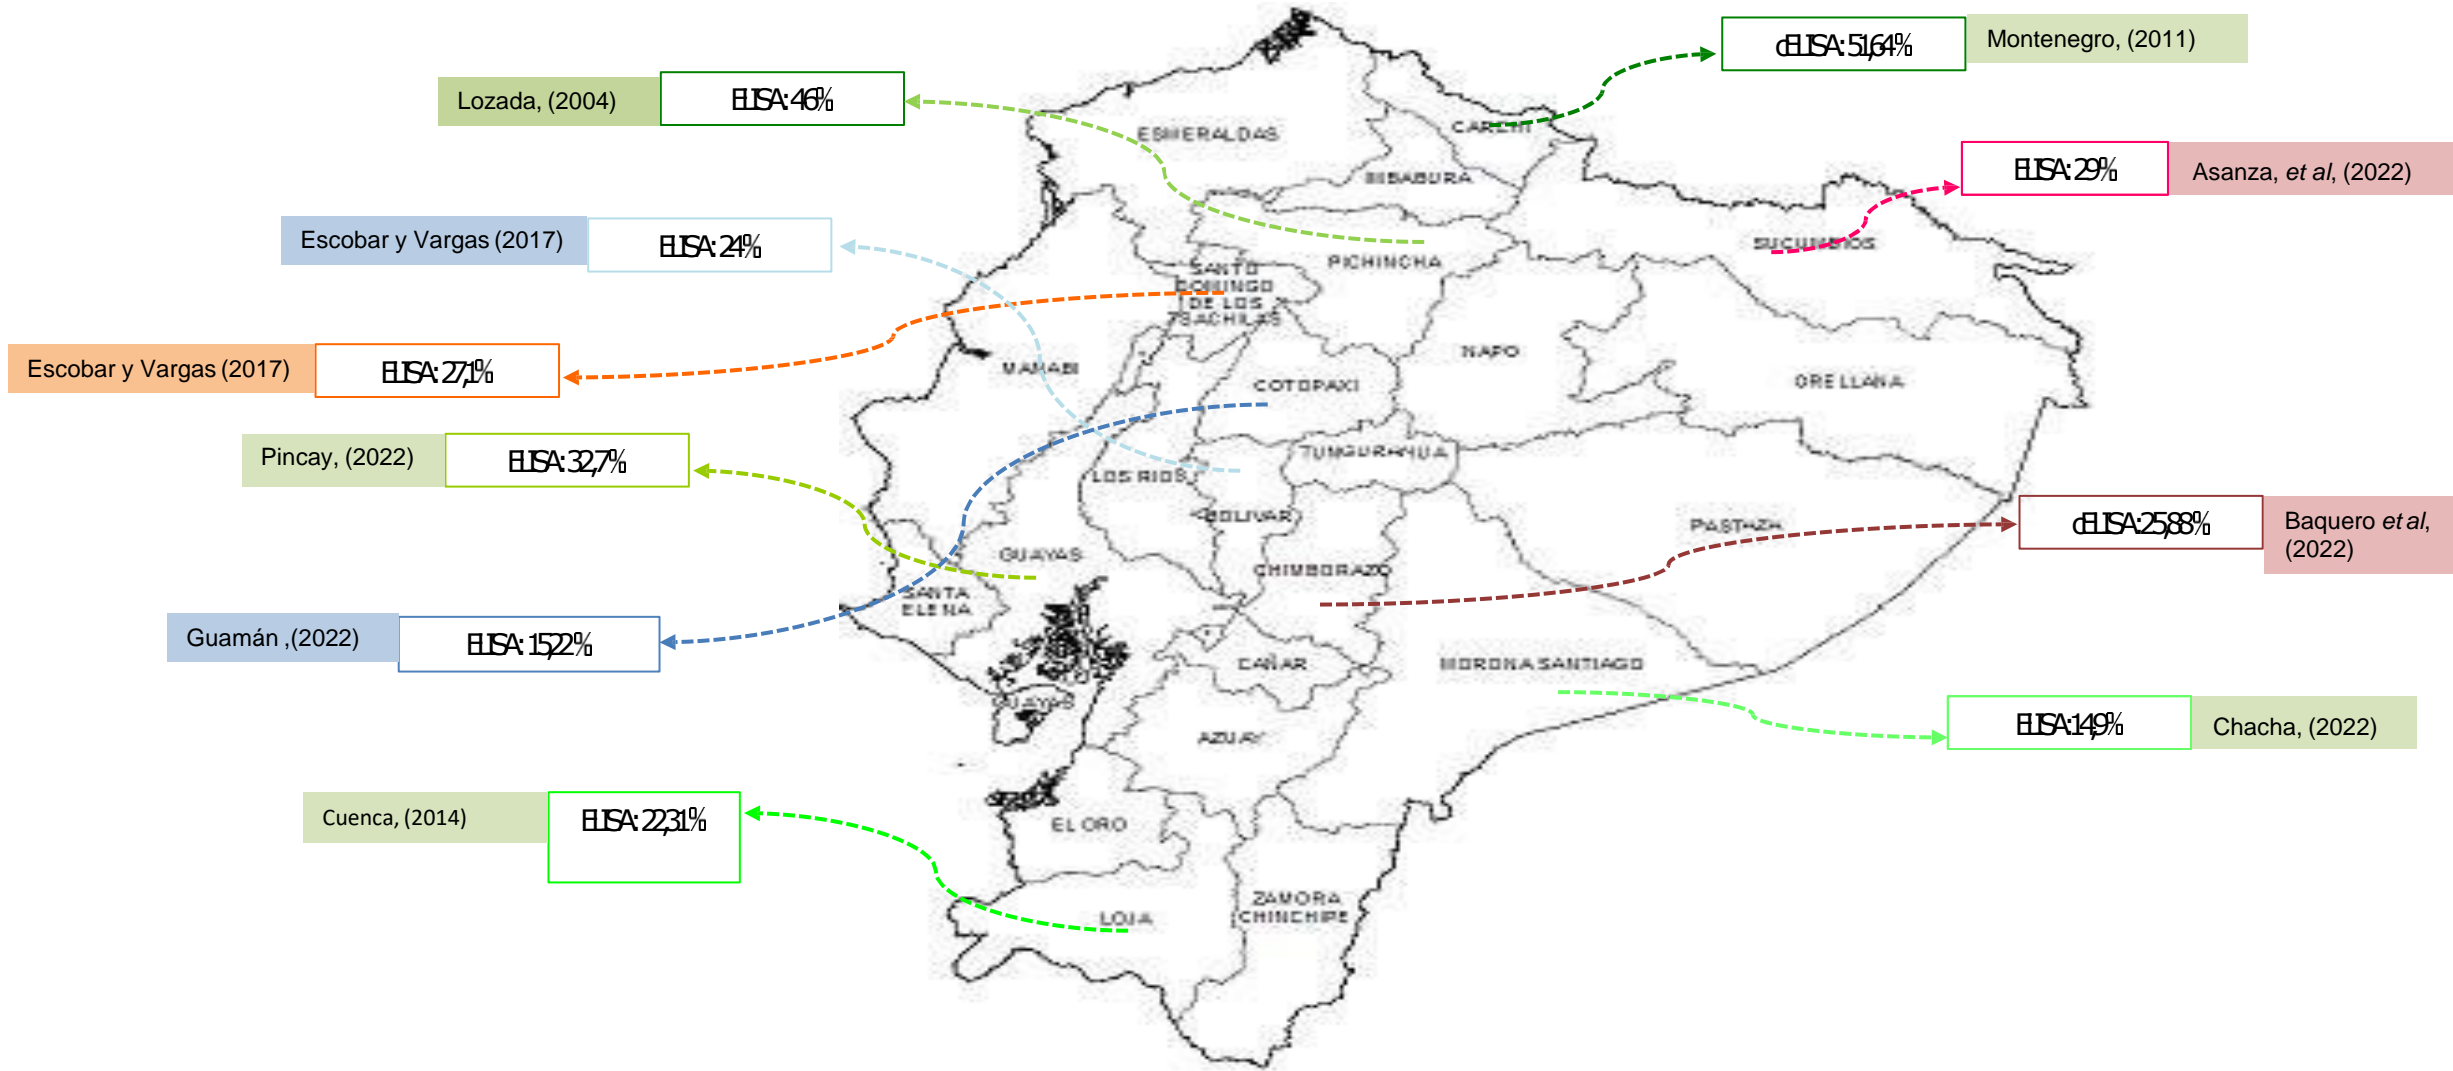 cELISA: 51,64%
Montenegro, (2011)
Lozada, (2004)
ELISA: 46%
ESMERALDAS
CARCHI
IMBABURA
ELISA: 29%
Asanza, et al, (2022)
Escobar y Vargas (2017)
ELISA: 24%
SUCUMBIOS
PICHINCHA
SANTO
DOMINGO
DE LOS
TSACHILAS
Escobar y Vargas (2017)
ELISA: 27,1%
MANABI
NAPO
COTOPAXI
ORELLANA
Pincay, (2022)
ELISA: 32,7%
TUNGURAHUA
LOS RIOS
BOLIVAR
PASTAZA
cELISA:25,88%
Baquero et al,
(2022)
GUAYAS
CHIMBORAZO
SANTA
ELENA
Guamán ,(2022)
ELISA: 15,22%
CAÑAR
MORONA SANTIAGO
GUAYAS
AZUAY
ELISA:14,9%
Chacha, (2022)
Cuenca, (2014)
ELISA: 22,31%
EL ORO
ZAMORA
CHINCHIPE
LOJA